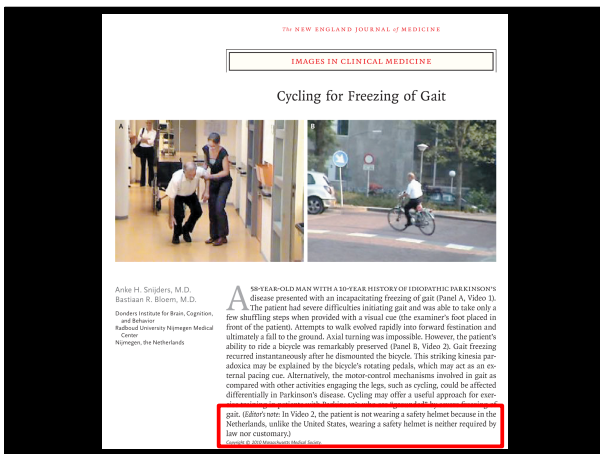 The NEW ENGLAND JOURNAL of MEDICINE
IMAGES IN CLINICAL MEDICINE
Cycling for Freezing of Gait
A
B
Anke H. Snijders, M.D.
Bastiaan R. Bloem, M.D.
Donders Institute for Brain, Cognition,
and Behavior
Radboud University Nijmegen Medical
Center
Nijmegen, the Netherlands
A 58-YEAR-OLD MAN WITH A 10-YEAR HISTORY OF IDIOPATHIC PARKINSON'S
disease presented with an incapacitating freezing of gait (Panel A, Video 1).
The patient had severe difficulties initiating gait and was able to take only a
few shuffling steps when provided with a visual cue (the examiner's foot placed in
front of the patient). Attempts to walk evolved rapidly into forward festination and
ultimately a fall to the ground. Axial turning was impossible. However, the patient's
ability to ride a bicycle was remarkably preserved (Panel B, Video 2). Gait freezing
recurred instantaneously after he dismounted the bicycle. This striking kinesia par-
adoxica may be explained by the bicycle's rotating pedals, which may act as an ex-
ternal pacing cue. Alternatively, the motor-control mechanisms involved in gait as
compared with other activities engaging the legs, such as cycling, could be affected
differentially in Parkinson's disease. Cycling may offer a useful approach for exer-
gait. (Editor's note: In Video 2, the patient is not wearing a safety helmet because in the
Netherlands, unlike the United States, wearing a safety helmet is neither required by
law nor customary.)
Copyright © 2010 Massachusetts Medical Society.